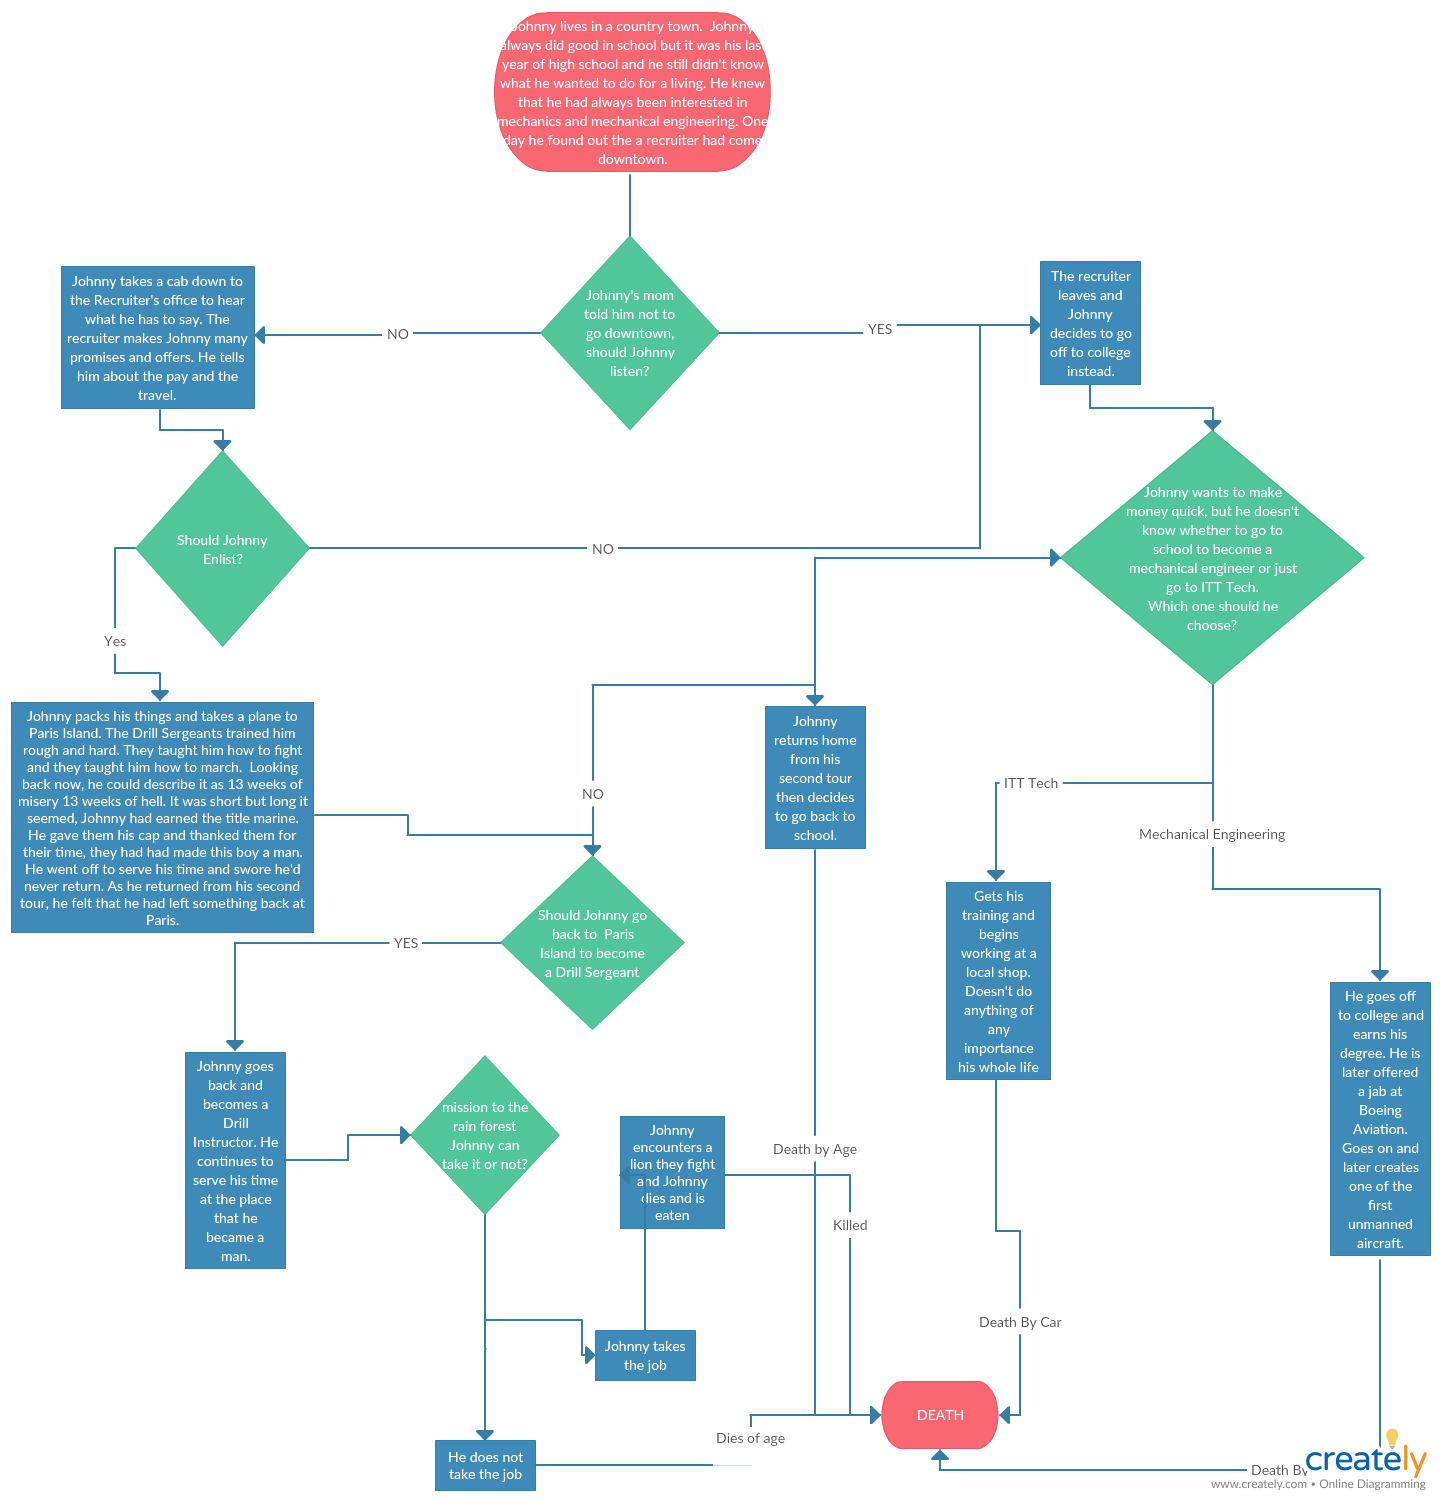 Johnny lives in a country town.  Johnny
always did good in school but it was his last
year of high school and he still didn't know
what he wanted to do for a living. He knew
that he had always been interested in
mechanics and mechanical engineering. One
day he found out the a recruiter had come
downtown.
Johnny's mom
told him not to
go downtown,
should Johnny
listen?
NO
YES
Johnny takes a cab down to
the Recruiter's office to hear
what he has to say. The
recruiter makes Johnny many
promises and offers. He tells
him about the pay and the
travel.
The recruiter
leaves and
Johnny
decides to go
off to college
instead.
Should Johnny
Enlist?
NO
Yes
Johnny wants to make
money quick, but he doesn't
know whether to go to
school to become a
mechanical engineer or just
go to ITT Tech.
Which one should he
choose?
Johnny packs his things and takes a plane to
Paris Island. The Drill Sergeants trained him
rough and hard. They taught him how to fight
and they taught him how to march.  Looking
back now, he could describe it as 13 weeks of
misery 13 weeks of hell. It was short but long it
seemed, Johnny had earned the title marine.
He gave them his cap and thanked them for
their time, they had had made this boy a man.
He went off to serve his time and swore he'd
never return. As he returned from his second
tour, he felt that he had left something back at
Paris.
NO
Johnny
returns home
from his
second tour
then decides
to go back to
school.
ITT Tech
Mechanical Engineering
Should Johnny go
back to  Paris
Island to become
a Drill Sergeant
YES
Gets his
training and
begins
working at a
local shop.
Doesn't do
anything of
any
importance
his whole life
He goes off
to college and
earns his
degree. He is
later offered
a jab at
Boeing
Aviation.
Goes on and
later creates
one of the
first
unmanned
aircraft.
Johnny goes
back and
becomes a
Drill
Instructor. He
continues to
serve his time
at the place
that he
became a
man.
mission to the
rain forest
Johnny can
take it or not?
Johnny
encounters a
lion they fight
and Johnny
dies and is
eaten
Death by Age
Killed
Death By Car
Johnny takes
the job
DEATH
Dies of age
He does not
take the job
Death By
creately
www.creately.com • Online Diagramming